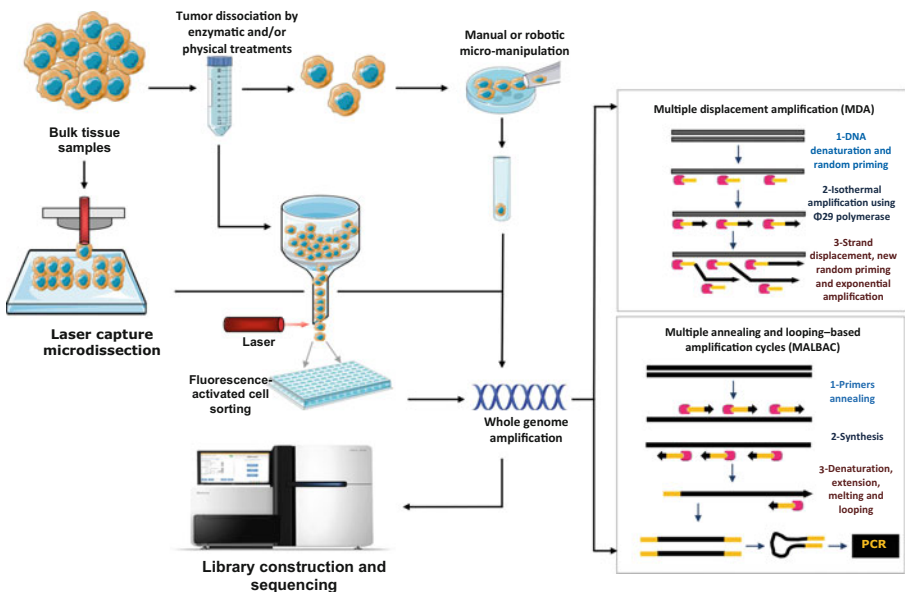 Tumor dissociation by
enzymatic and/or
physical treatments
Manual or robotic
micro-manipulation
Bulk tissue
samples
Laser capture
microdissection
Laser
Fluorescence-
activated cell
sorting
Whole genome
amplification
Library construction and
sequencing
Multiple displacement amplification (MDA)
1-DNA
denaturation and
random priming
2-Isothermal
amplification using
Φ29 polymerase
3-Strand
displacement, new
random priming
and exponential
amplification
Multiple annealing and looping–based
amplification cycles (MALBAC)
1-Primers
annealing
2-Synthesis
3-Denaturation,
extension,
melting and
looping
PCR